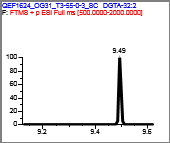 QEF1624_OG31_T3-55-0-3_SC DGTA-32:2
F: FTMS + p ESI Full ms [500.0000-2000.0000]
9.49
100
80
60
40
20
0
9.2 9.4 9.6